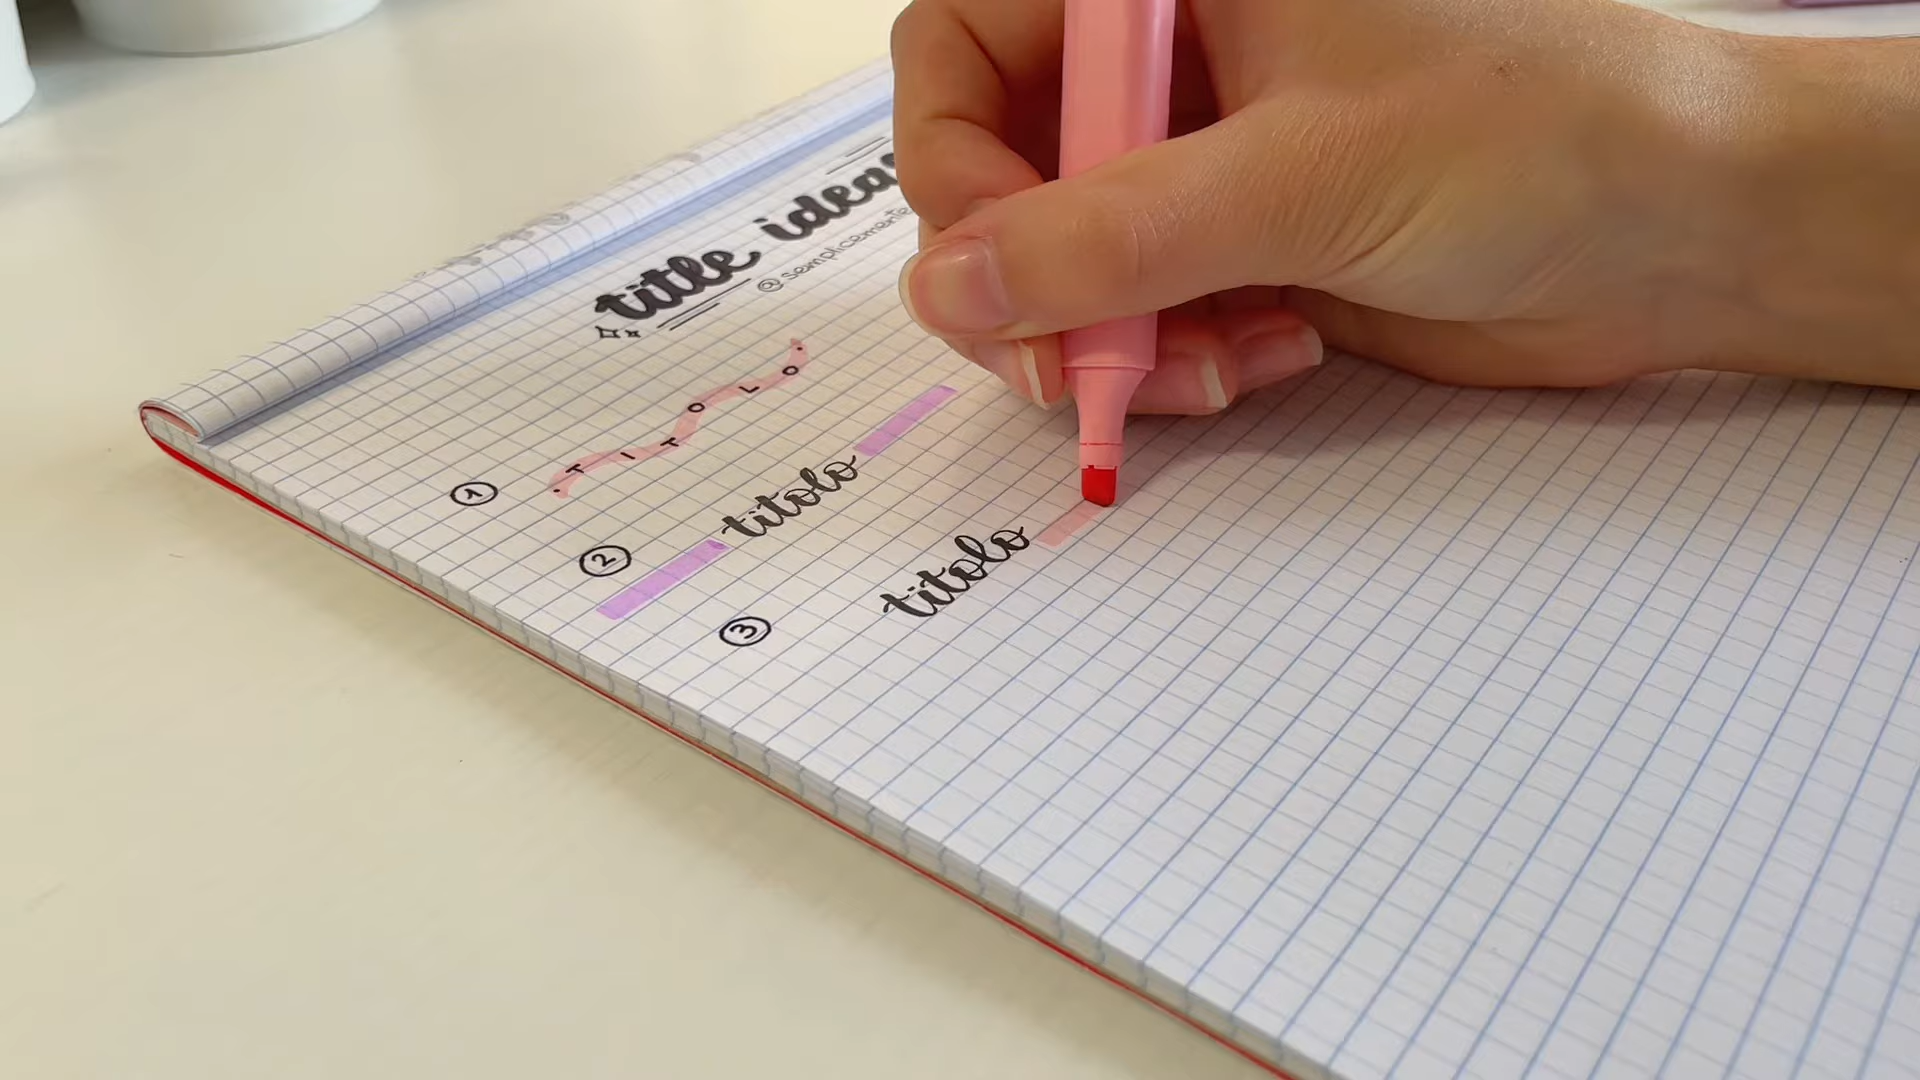 title ideas
@semplicemente
1 TITOLO
2 titolo
3 titolo